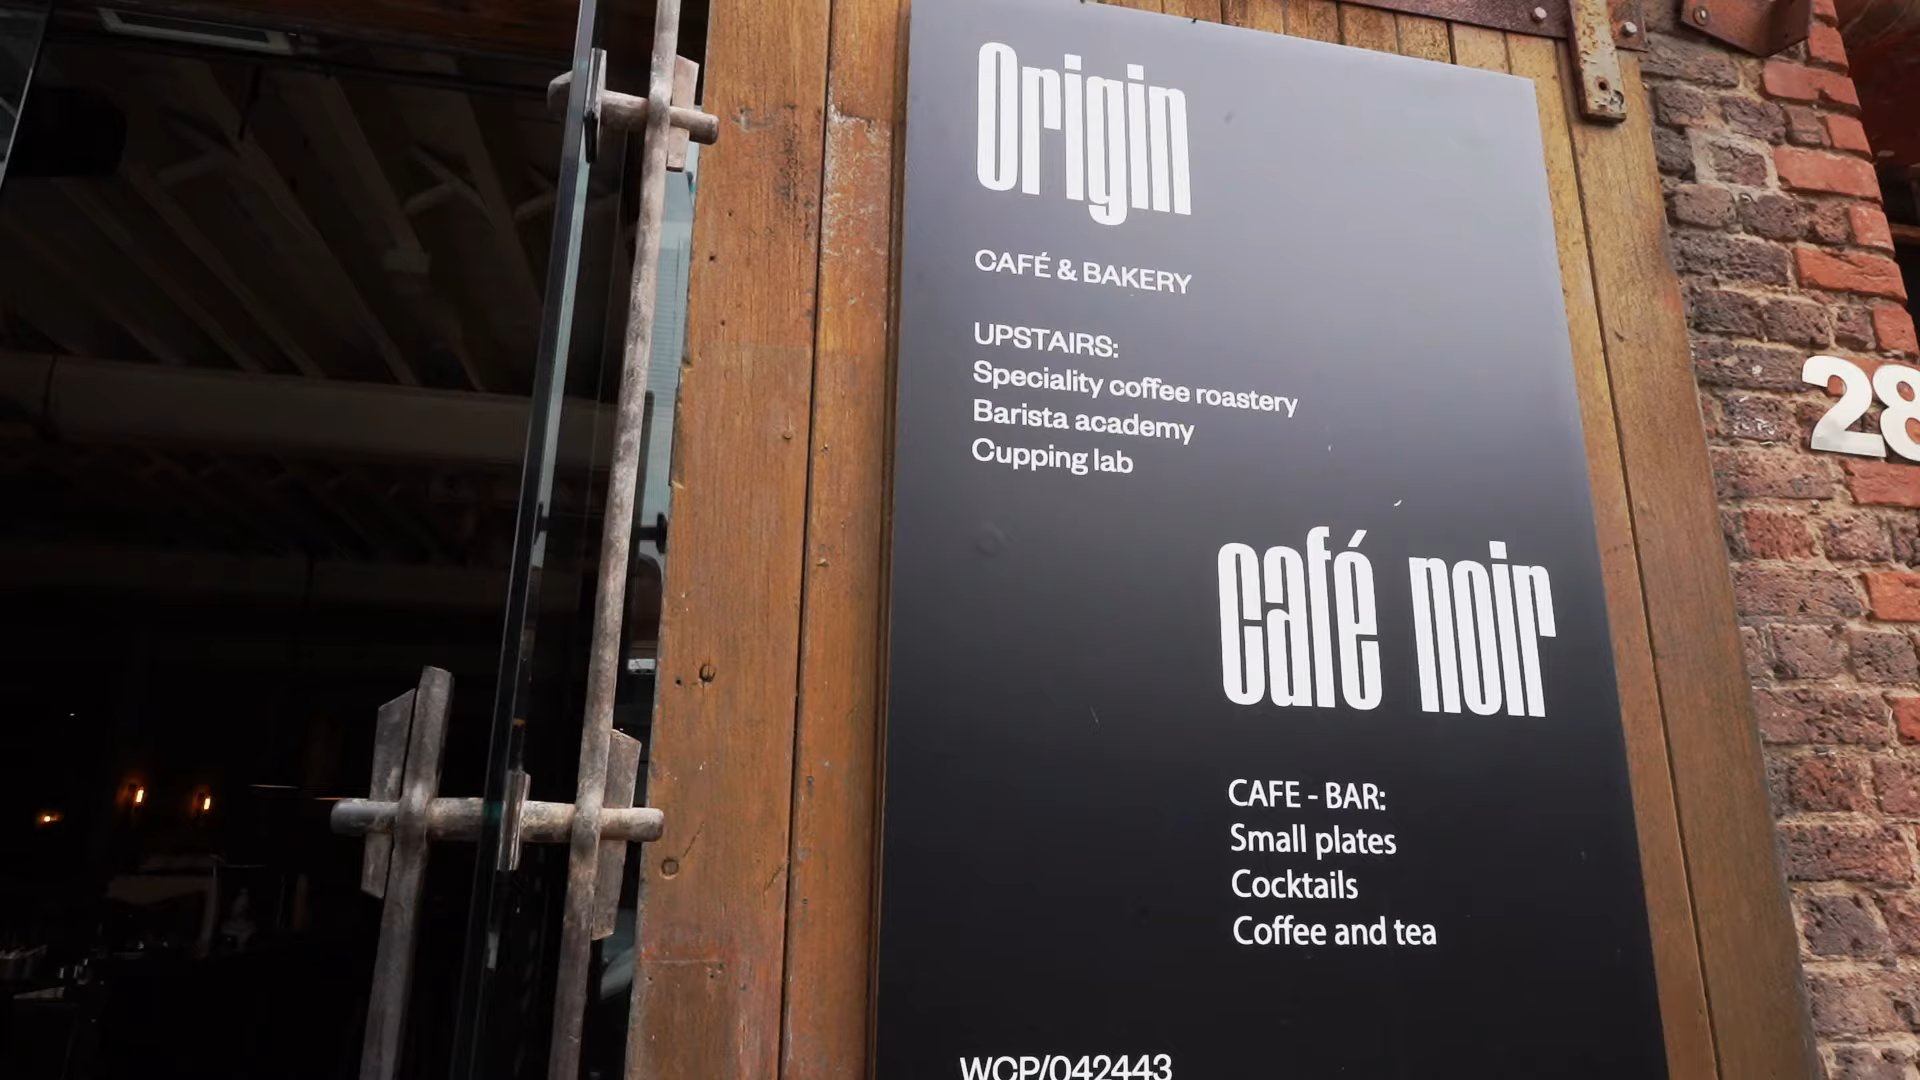 Origin
CAFÉ & BAKERY
UPSTAIRS:
Speciality coffee roastery
Barista academy
Cupping lab
café noir
CAFE - BAR:
Small plates
Cocktails
Coffee and tea
WCP/042443
28